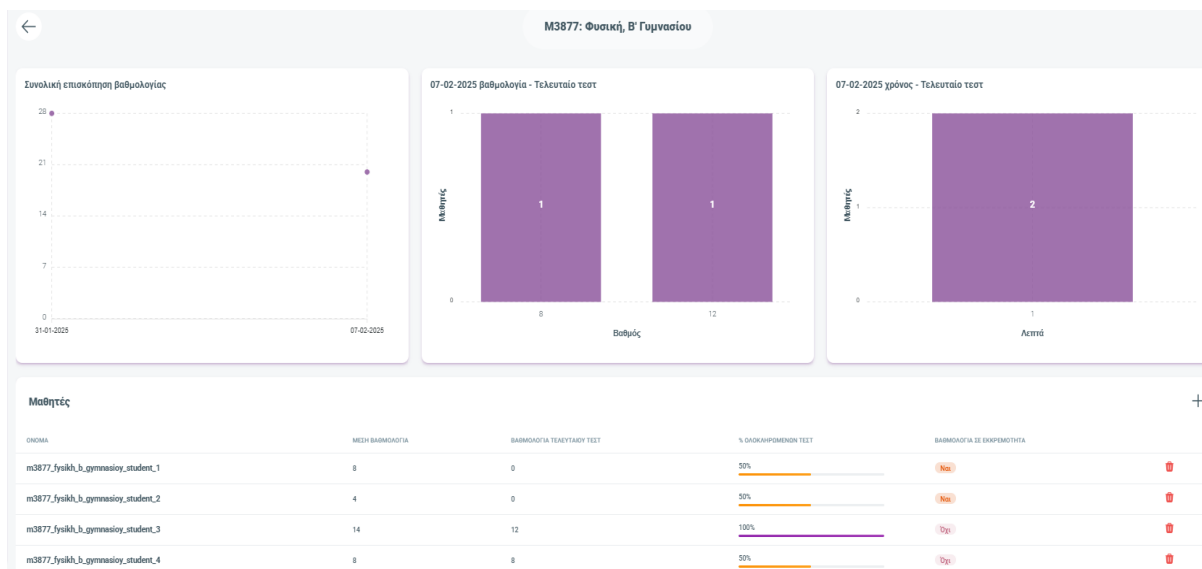 M3877: Φυσική, Β' Γυμνασίου
Συνολική επισκόπηση βαθμολογίας
28
21
14
7
0
31-01-2025
07-02-2025
07-02-2025 βαθμολογία - Τελευταίο τεστ
1
0
Μαθητές
1
1
8
12
Βαθμός
07-02-2025 χρόνος - Τελευταίο τεστ
2
1
0
Μαθητές
2
1
Λεπτά
Μαθητές
ΟΝΟΜΑ ΜΕΣΗ ΒΑΘΜΟΛΟΓΙΑ ΒΑΘΜΟΛΟΓΙΑ ΤΕΛΕΥΤΑΙΟΥ ΤΕΣΤ % ΟΛΟΚΛΗΡΩΜΕΝΩΝ ΤΕΣΤ ΒΑΘΜΟΛΟΓΙΑ ΣΕ ΕΚΚΡΕΜΟΤΗΤΑ
m3877_fysikh_b_gymnasioy_student_1 8 0 50% Ναι
m3877_fysikh_b_gymnasioy_student_2 4 0 50% Ναι
m3877_fysikh_b_gymnasioy_student_3 14 12 100% Όχι
m3877_fysikh_b_gymnasioy_student_4 8 8 50% Όχι